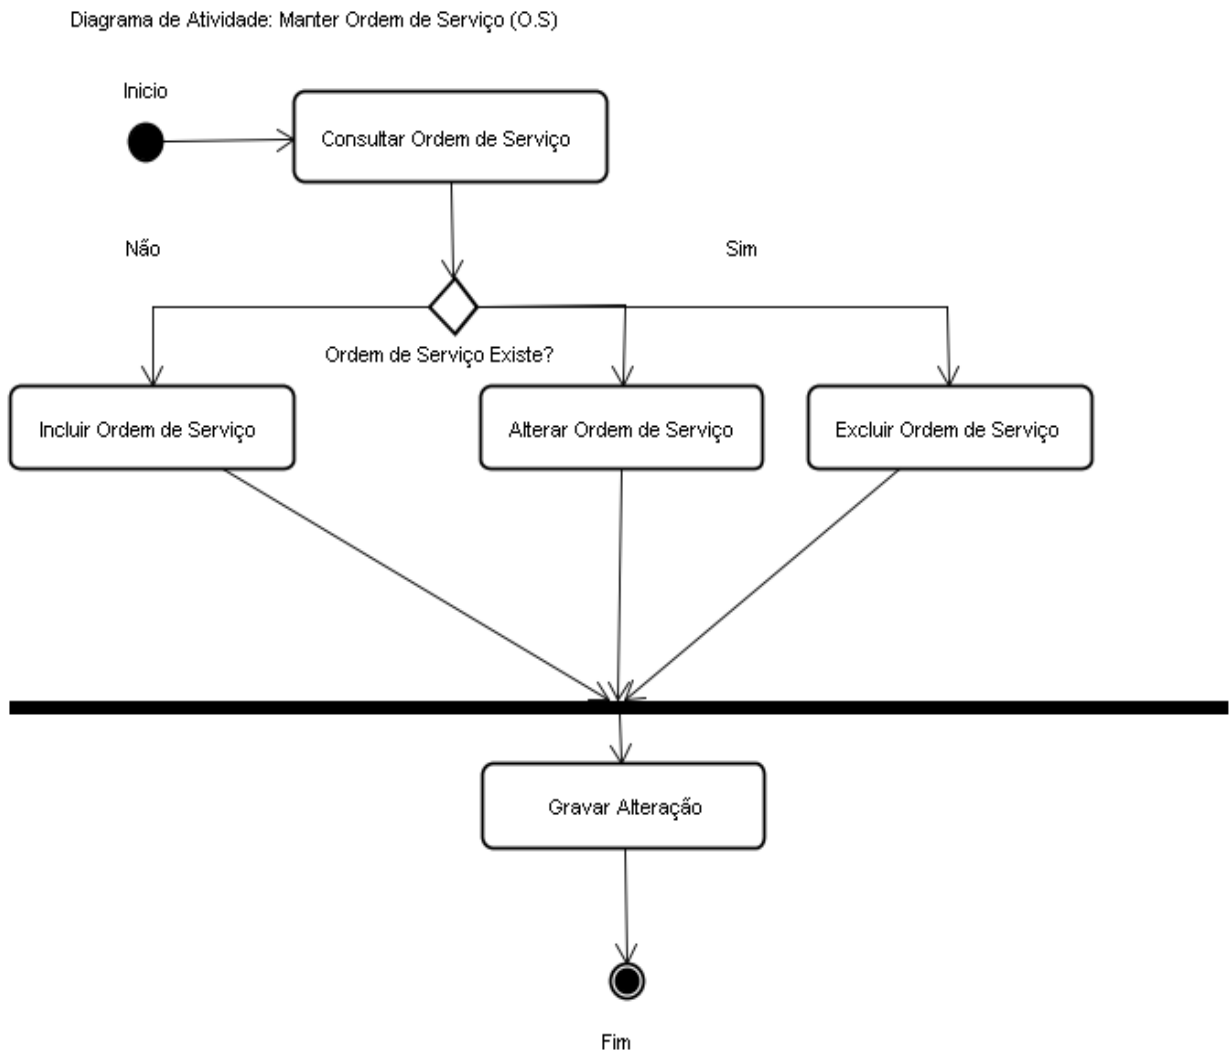 Diagrama de Atividade: Manter Ordem de Serviço (O.S)
Inicio
Consultar Ordem de Serviço
Não
Sim
Ordem de Serviço Existe?
Incluir Ordem de Serviço
Alterar Ordem de Serviço
Excluir Ordem de Serviço
Gravar Alteração
Fim